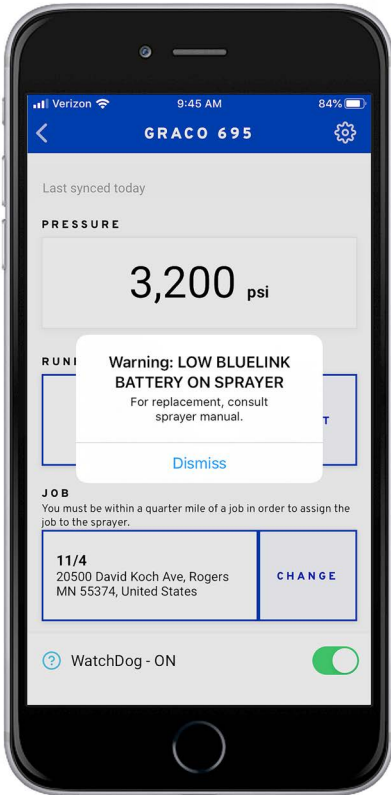 Verizon 9:45 AM 84%
GRACO 695
Last synced today
PRESSURE
3,200 psi
Warning: LOW BLUELINK
BATTERY ON SPRAYER
For replacement, consult
sprayer manual.
Dismiss
JOB
You must be within a quarter mile of a job in order to assign the
job to the sprayer.
11/4
20500 David Koch Ave, Rogers
MN 55374, United States
CHANGE
? WatchDog - ON